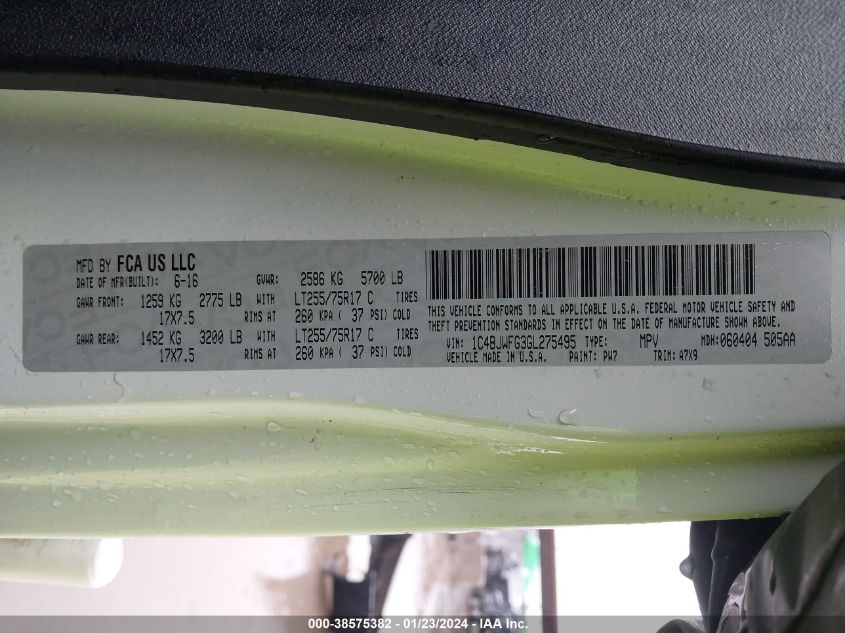 MFD BY FCA US LLC
DATE OF MFR(BUILT): 6-16 GVWR: 2586 KG 5700 LB
GAWR FRONT: 1259 KG 2775 LB WITH LT255/75R17 C TIRES
17X7.5 RIMS AT 260 KPA ( 37 PSI) COLD
GAWR REAR: 1452 KG 3200 LB WITH LT255/75R17 C TIRES
17X7.5 RIMS AT 260 KPA ( 37 PSI) COLD
THIS VEHICLE CONFORMS TO ALL APPLICABLE U.S.A. FEDERAL MOTOR VEHICLE SAFETY AND
THEFT PREVENTION STANDARDS IN EFFECT ON THE DATE OF MANUFACTURE SHOWN ABOVE.
VIN: 1C4BJWFG3GL275495 TYPE: MPV MDH: 060404 505AA
VEHICLE MADE IN U.S.A. PAINT: PW7 TRIM: A7X9
000-38575382 - 01/23/2024 - IAA Inc.